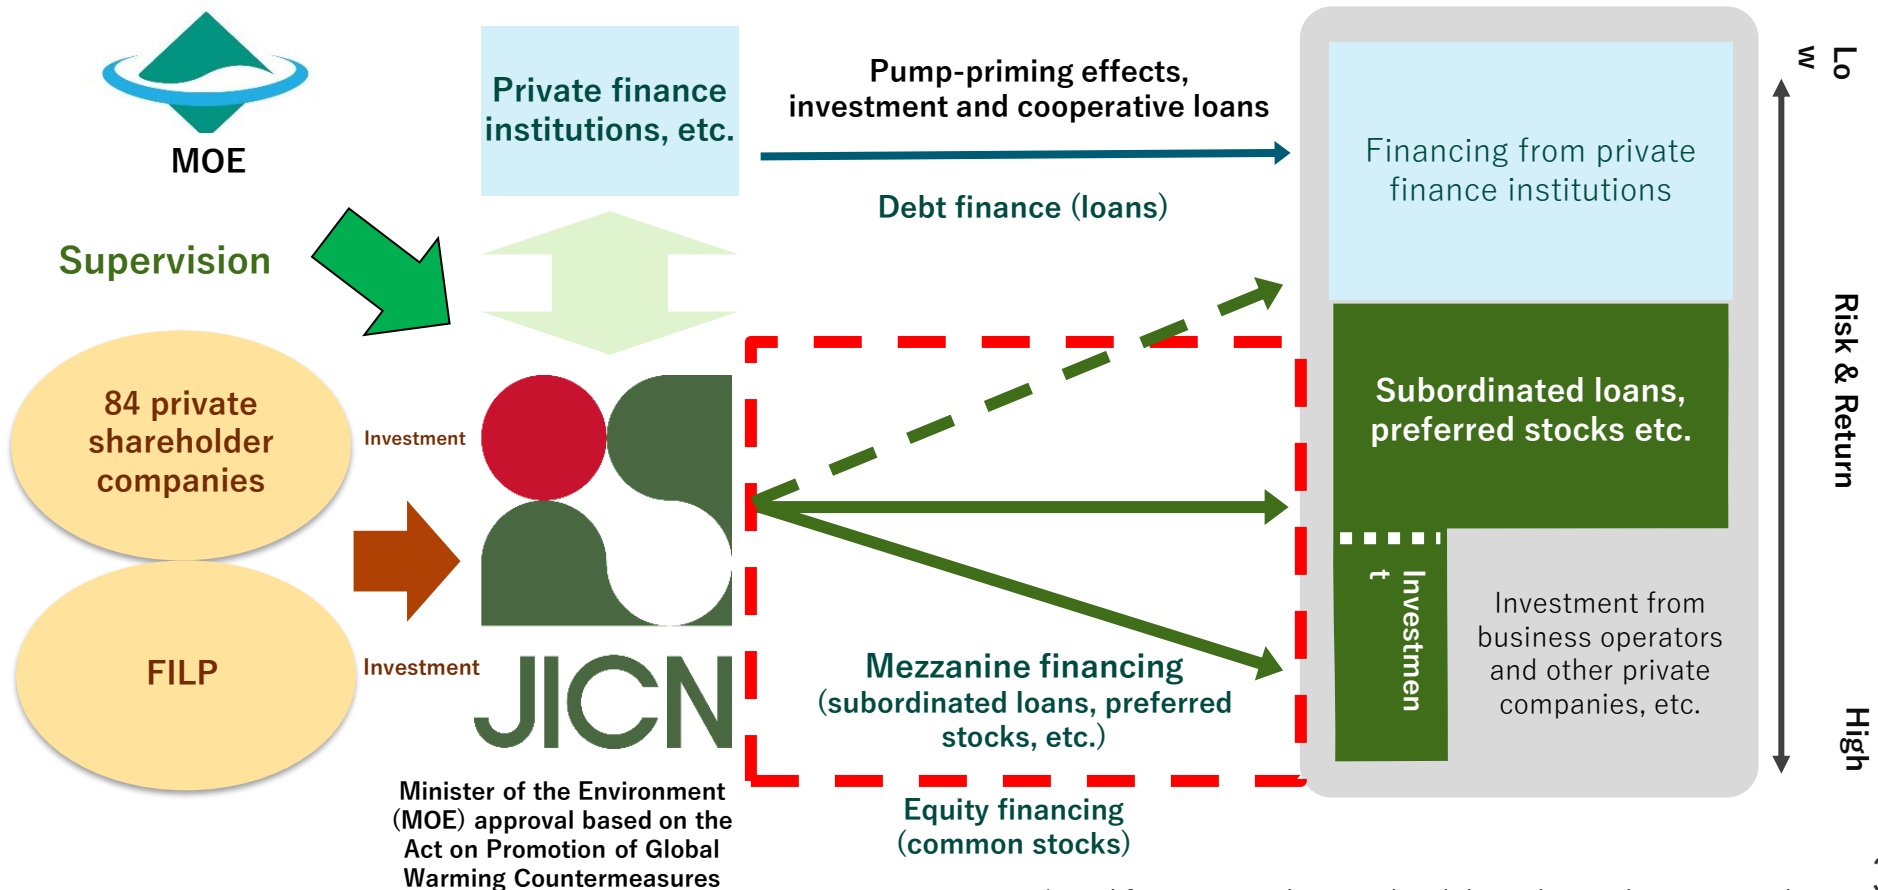 MOE
Supervision
84 private
shareholder
companies
FILP
Investment
Investment
Private finance
institutions, etc.
JICN
Minister of the Environment
(MOE) approval based on the
Act on Promotion of Global
Warming Countermeasures
Pump-priming effects,
investment and cooperative loans
Debt finance (loans)
Mezzanine financing
(subordinated loans, preferred
stocks, etc.)
Equity financing
(common stocks)
Financing from private
finance institutions
Subordinated loans,
preferred stocks etc.
Investmen
t
Investment from
business operators
and other private
companies, etc.
Lo
w
Risk & Return
High